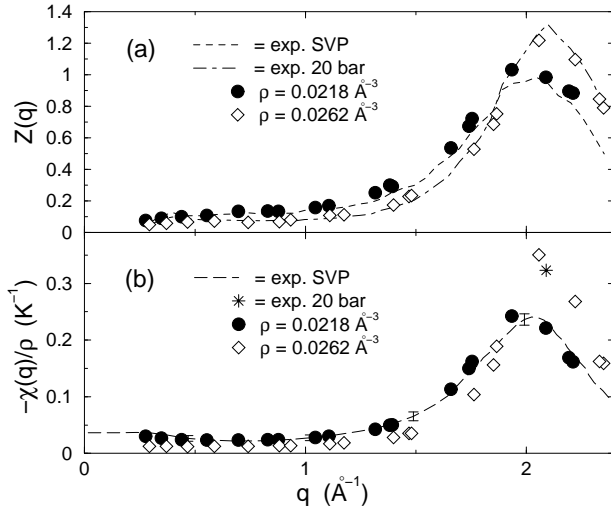 1.4
1.2
1
0.8
0.6
0.4
0.2
0
Z(q)
(a)
= exp. SVP
= exp. 20 bar
ρ = 0.0218 Å⁻³
ρ = 0.0262 Å⁻³
0.3
0.2
0.1
0
−χ(q)/ρ (K⁻¹)
(b)
= exp. SVP
= exp. 20 bar
ρ = 0.0218 Å⁻³
ρ = 0.0262 Å⁻³
0 1 2
q (Å⁻¹)